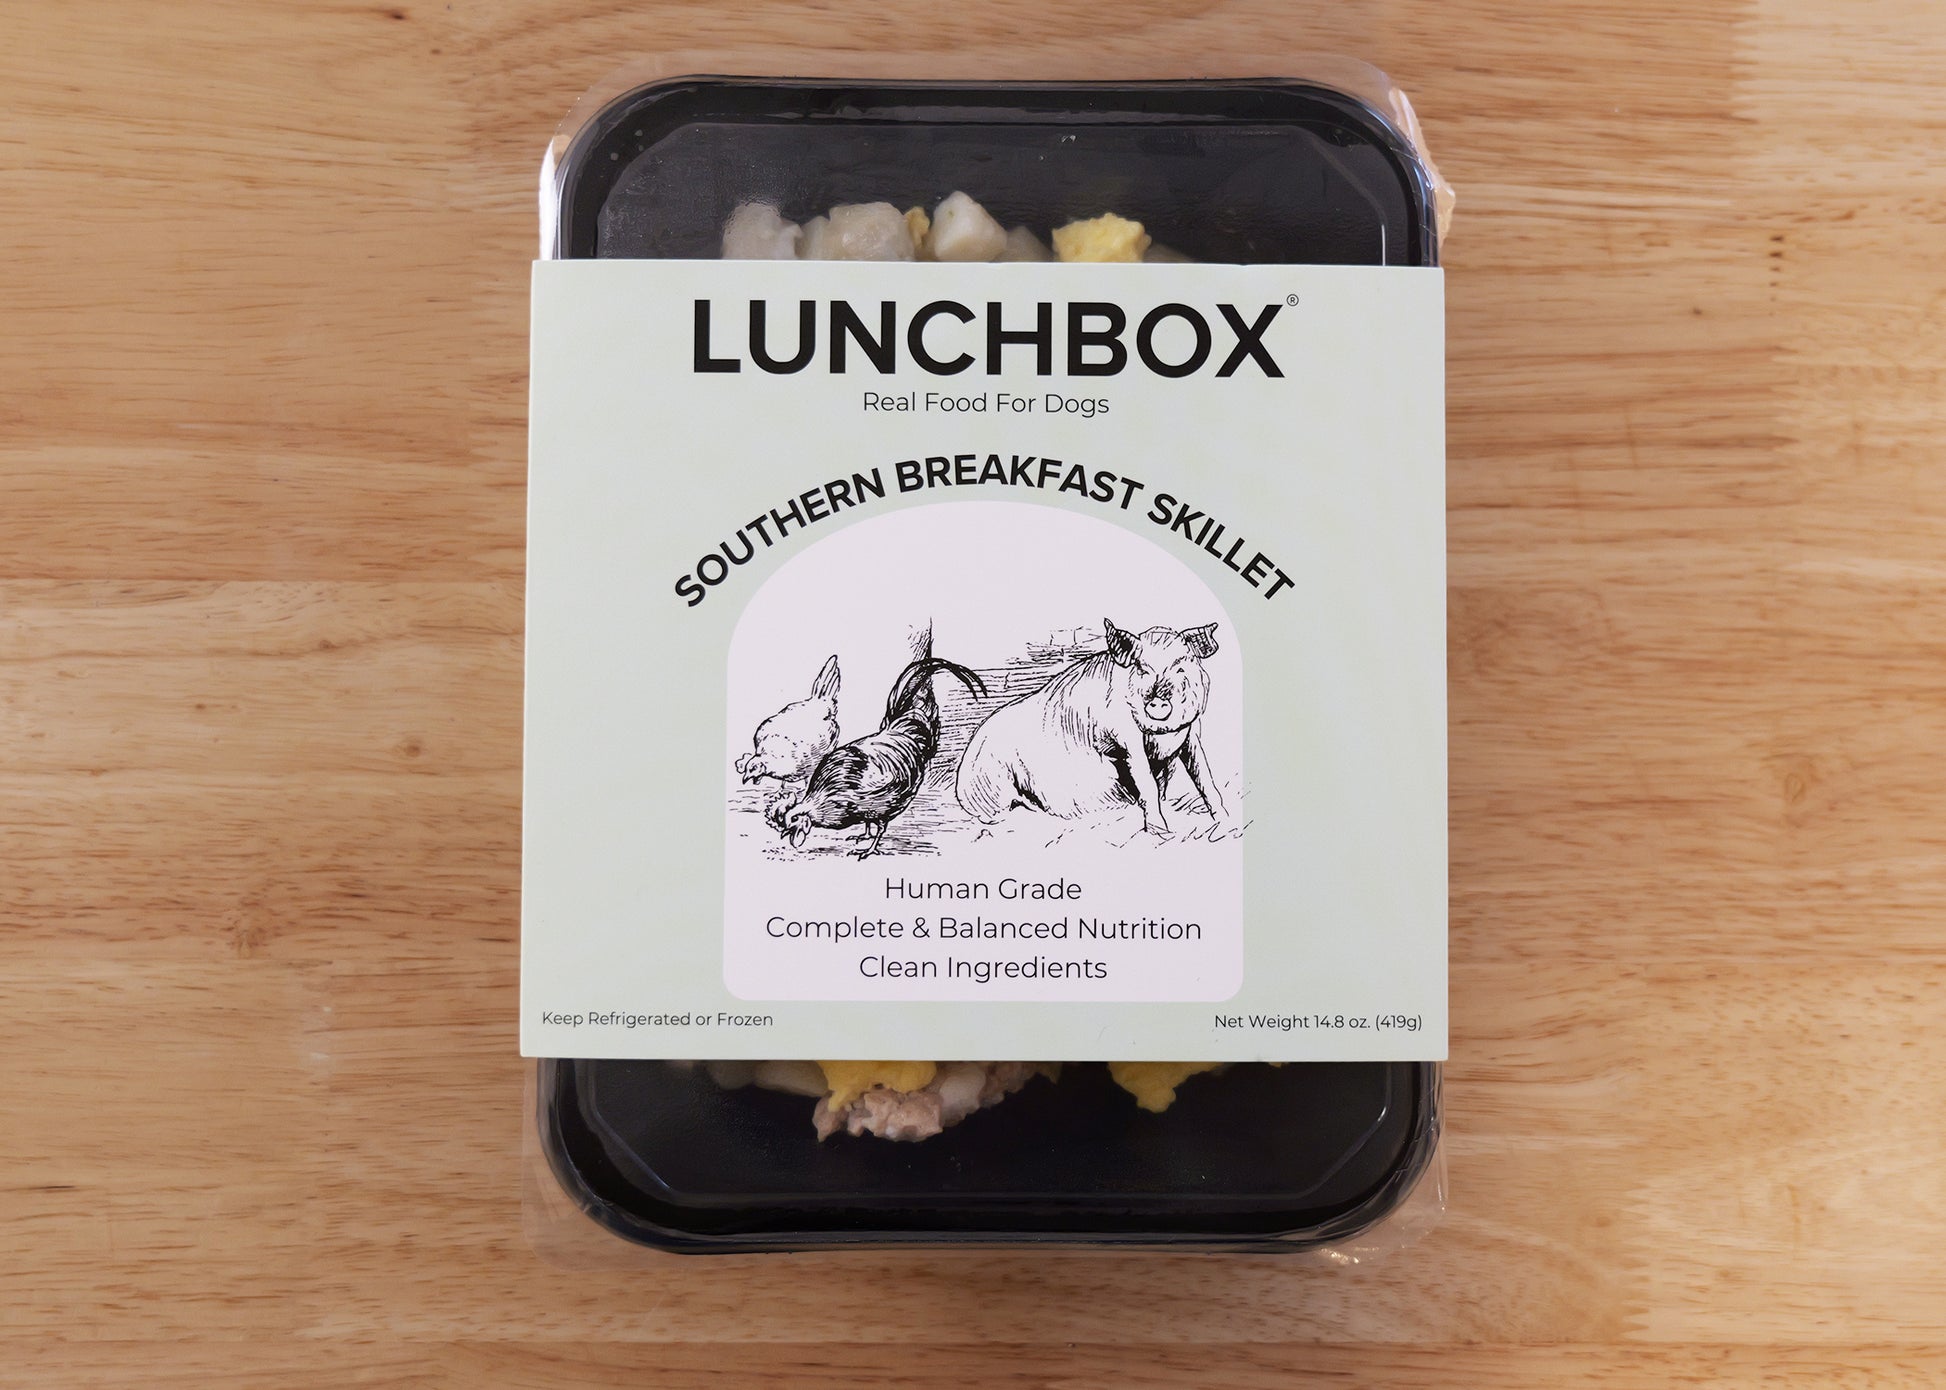 LUNCHBOX®
Real Food For Dogs
SOUTHERN BREAKFAST SKILLET
Human Grade
Complete & Balanced Nutrition
Clean Ingredients
Keep Refrigerated or Frozen
Net Weight 14.8 oz. (419g)